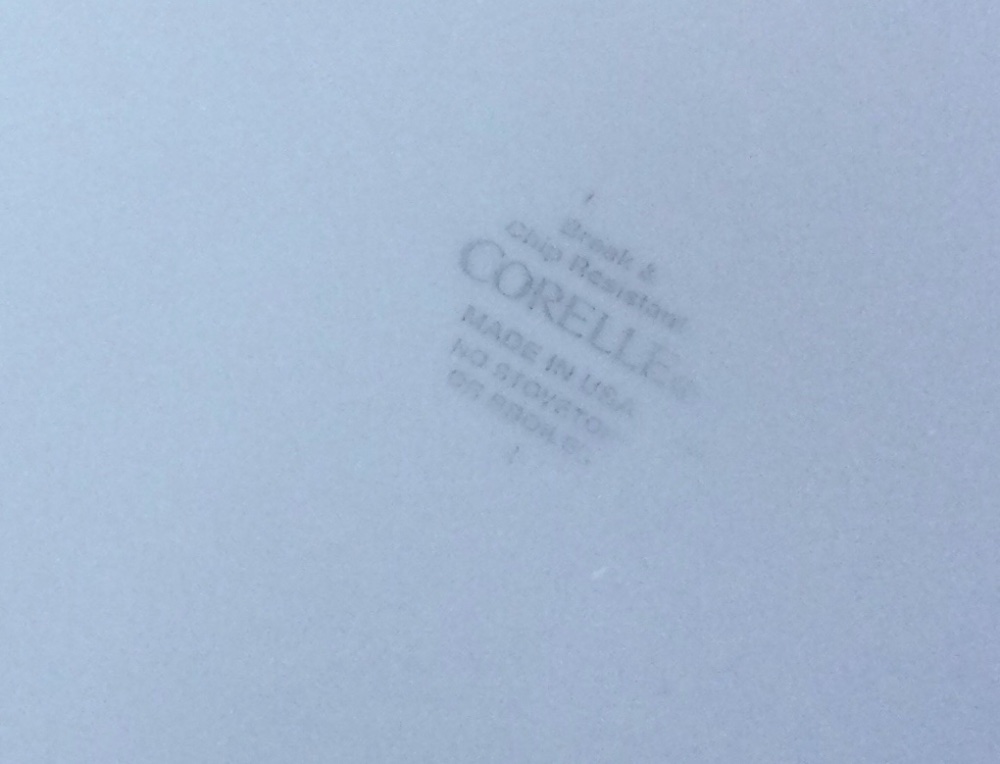 Break &
Chip Resistant
CORELLE®
MADE IN USA
NO STOVETOP
OR BROILER